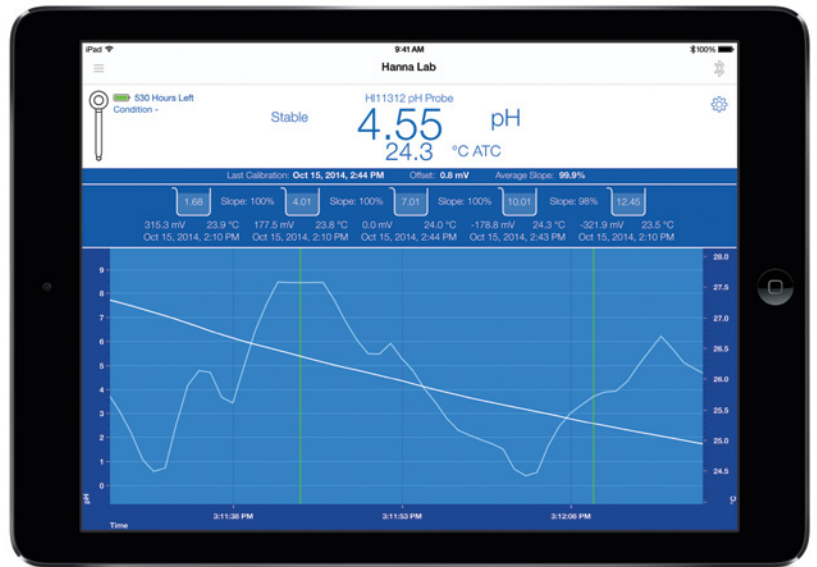 iPad 9:41 AM 100%
Hanna Lab
530 Hours Left
Condition -
HI11312 pH Probe
Stable 4.55 pH
24.3 °C ATC
Last Calibration: Oct 15, 2014, 2:44 PM Offset: 0.8 mV Average Slope: 99.9%
1.68 Slope: 100% 4.01 Slope: 100% 7.01 Slope: 100% 10.01 Slope: 98% 12.45
315.3 mV 23.9 °C 177.5 mV 23.8 °C 0.0 mV 24.0 °C -178.8 mV 24.3 °C -321.9 mV 23.5 °C
Oct 15, 2014, 2:10 PM Oct 15, 2014, 2:10 PM Oct 15, 2014, 2:44 PM Oct 15, 2014, 2:43 PM Oct 15, 2014, 2:10 PM
28.0
9
27.5
8
7
27.0
6
26.5
5
26.0
4
25.5
3
2
25.0
1
24.5
0
pH
°C
3:11:38 PM 3:11:53 PM 3:12:08 PM
Time